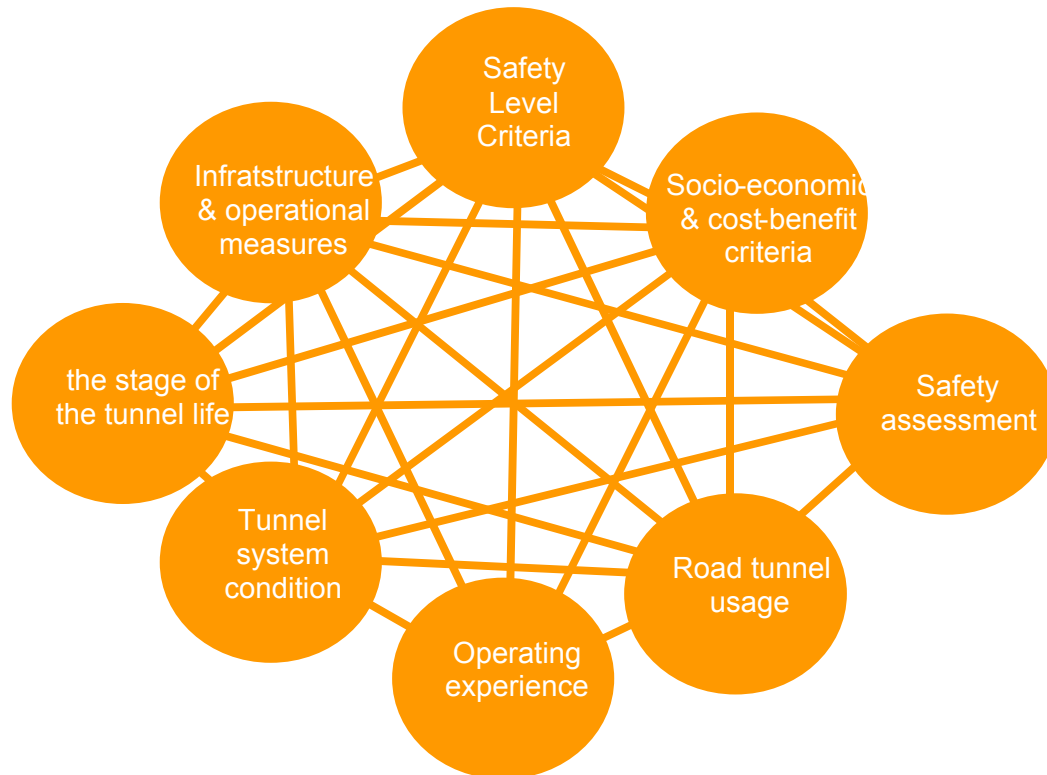 Safety
Level
Criteria
Infratstructure
& operational
measures
Socio-economic
& cost-benefit
criteria
the stage of
the tunnel life
Safety
assessment
Tunnel
system
condition
Road tunnel
usage
Operating
experience